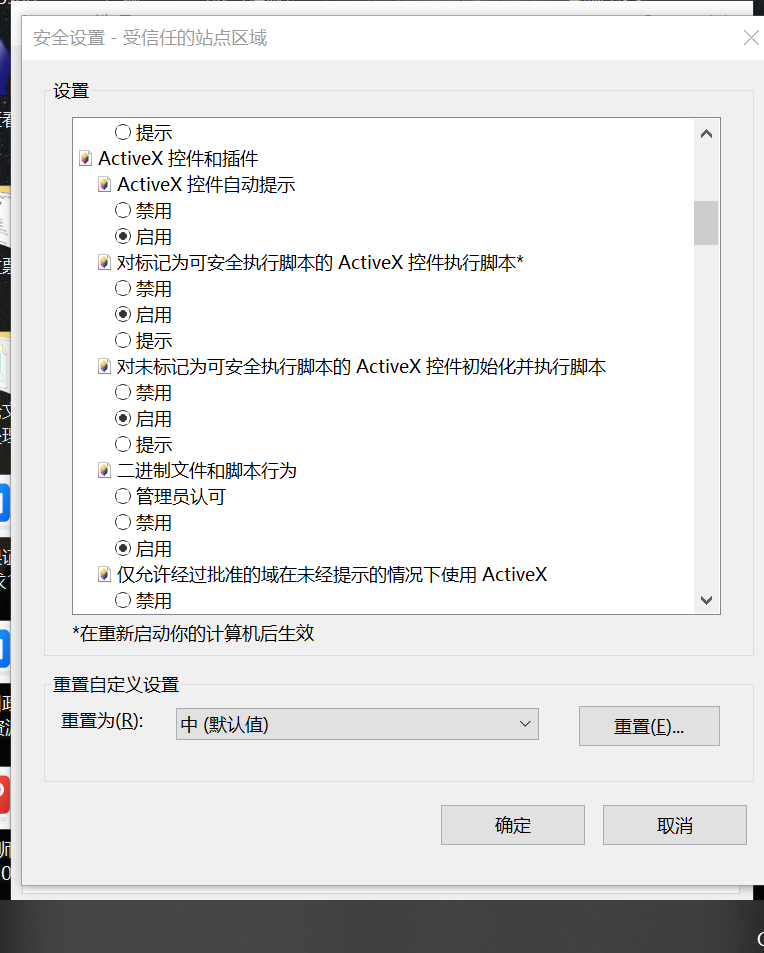 安全设置 - 受信任的站点区域
设置
提示
ActiveX 控件和插件
ActiveX 控件自动提示
禁用
启用
对标记为可安全执行脚本的 ActiveX 控件执行脚本*
禁用
启用
提示
对未标记为可安全执行脚本的 ActiveX 控件初始化并执行脚本
禁用
启用
提示
二进制文件和脚本行为
管理员认可
禁用
启用
仅允许经过批准的域在未经提示的情况下使用 ActiveX
禁用
*在重新启动你的计算机后生效
重置自定义设置
重置为(R):
中 (默认值)
重置(E)...
确定
取消